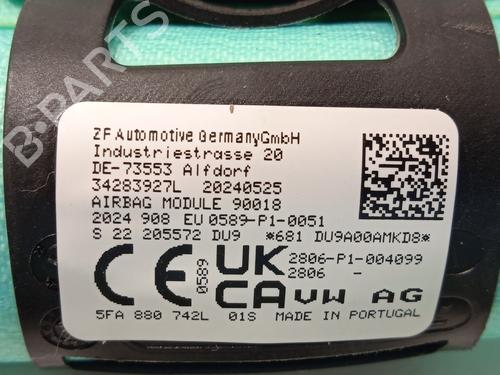 ZF Automotive GermanyGmbH
Industriestrasse 20
DE-73553 Alfdorf
34283927L 20240525
AIRBAG MODULE 90018
2024 908 EU 0589-P1-0051
S 22 205572 DU9 *681 DU9A00AMKD8*
CE 0589 UK CA
2806-P1-004099
2806 -
VW AG
5FA 880 742L 01S MADE IN PORTUGAL
B-PARTS